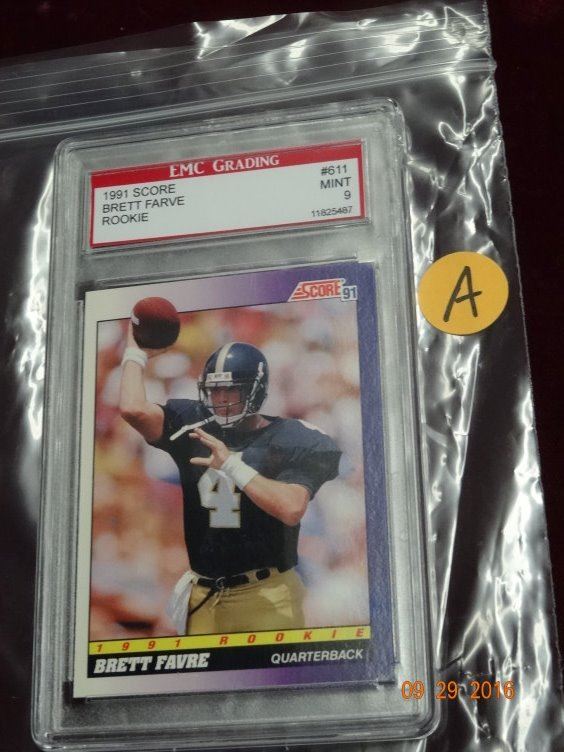 EMC GRADING
1991 SCORE
BRETT FARVE
ROOKIE
#611
MINT
9
11825487
A
SCORE 91
4
1991 ROOKIE
BRETT FAVRE
QUARTERBACK
09 29 2016